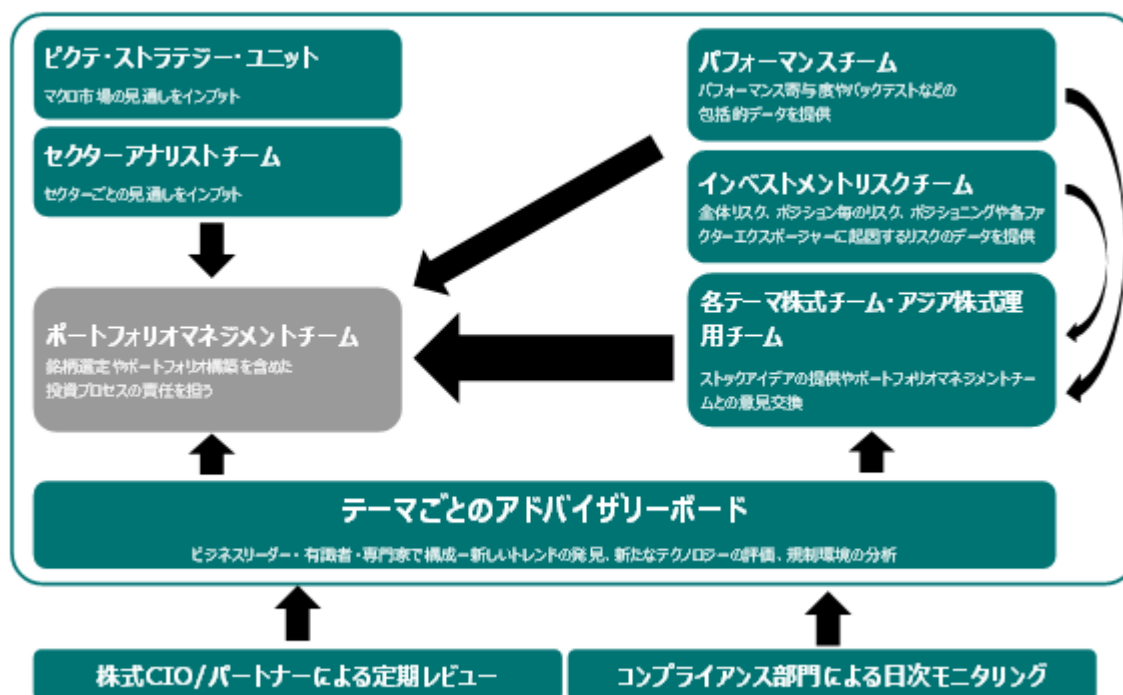 ピクテ・ストラテジー・ユニット
マクロ市場の見通しをインプット
セクターアナリストチーム
セクターごとの見通しをインプット
ポートフォリオマネジメントチーム
銘柄選定やポートフォリオ構築を含めた
投資プロセスの責任を担う
パフォーマンスチーム
パフォーマンス寄与度やバックテストなどの
包括的データを提供
インベストメントリスクチーム
全体リスク、ポジション毎のリスク、ポジショニングや各ファ
クターエクスポージャーに起因するリスクのデータを提供
各テーマ株式チーム・アジア株式運
用チーム
ストックアイデアの提供やポートフォリオマネジメントチー
ムとの意見交換
テーマごとのアドバイザリーボード
ビジネスリーダー・有識者・専門家で構成－新しいトレンドの発見、新たなテクノロジーの評価、規制環境の分析
株式CIO/パートナーによる定期レビュー
コンプライアンス部門による日次モニタリング